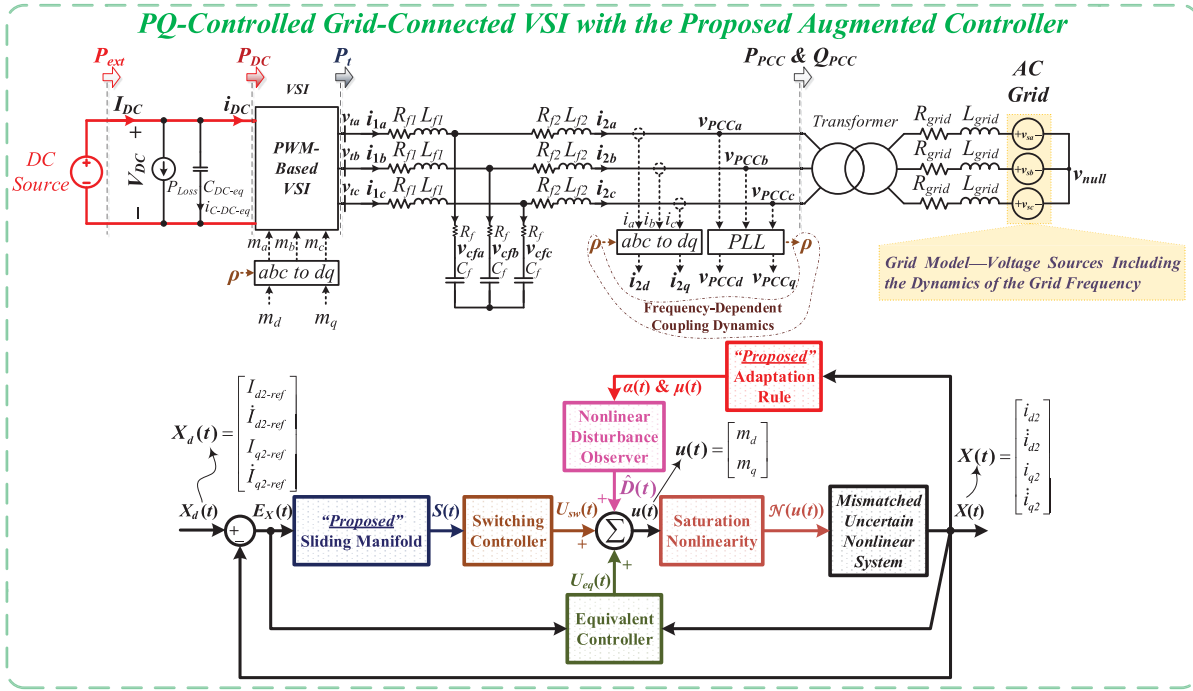 PQ-Controlled Grid-Connected VSI with the Proposed Augmented Controller
P_ext
P_DC
P_t
P_PCC & Q_PCC
AC
Grid
VSI
I_DC
i_DC
v_ta
i_1a
R_f1 L_f1
R_f2 L_f2
i_2a
v_PCCa
Transformer
R_grid
L_grid
+v_sa−
DC
Source
+
−
+
V_DC
−
P_Loss
C_DC-eq
i_C-DC-eq
PWM-
Based
VSI
v_tb
i_1b
R_f1 L_f1
R_f2 L_f2
i_2b
v_PCCb
R_grid
L_grid
+v_sb−
v_null
v_tc
i_1c
R_f1 L_f1
R_f2 L_f2
i_2c
v_PCCc
R_grid
L_grid
+v_sc−
m_a m_b m_c
ρ
abc to dq
m_d
m_q
R_f
R_f
R_f
v_cfa
v_cfb
v_cfc
C_f
C_f
C_f
i_a i_b i_c
ρ
abc to dq
PLL
ρ
i_2d
i_2q
v_PCCd
v_PCCq
Frequency-Dependent
Coupling Dynamics
Grid Model—Voltage Sources Including
the Dynamics of the Grid Frequency
"Proposed"
Adaptation
Rule
α(t) & μ(t)
Nonlinear
Disturbance
Observer
D̂(t)
X_d(t) = [I_d2-ref
İ_d2-ref
I_q2-ref
İ_q2-ref]
u(t) = [m_d
m_q]
X(t) = [i_d2
i̇_d2
i_q2
i̇_q2]
X_d(t)
+
−
E_X(t)
"Proposed"
Sliding Manifold
S(t)
Switching
Controller
U_sw(t)
+
+
+
Σ
u(t)
Saturation
Nonlinearity
N(u(t))
Mismatched
Uncertain
Nonlinear
System
X(t)
U_eq(t)
Equivalent
Controller